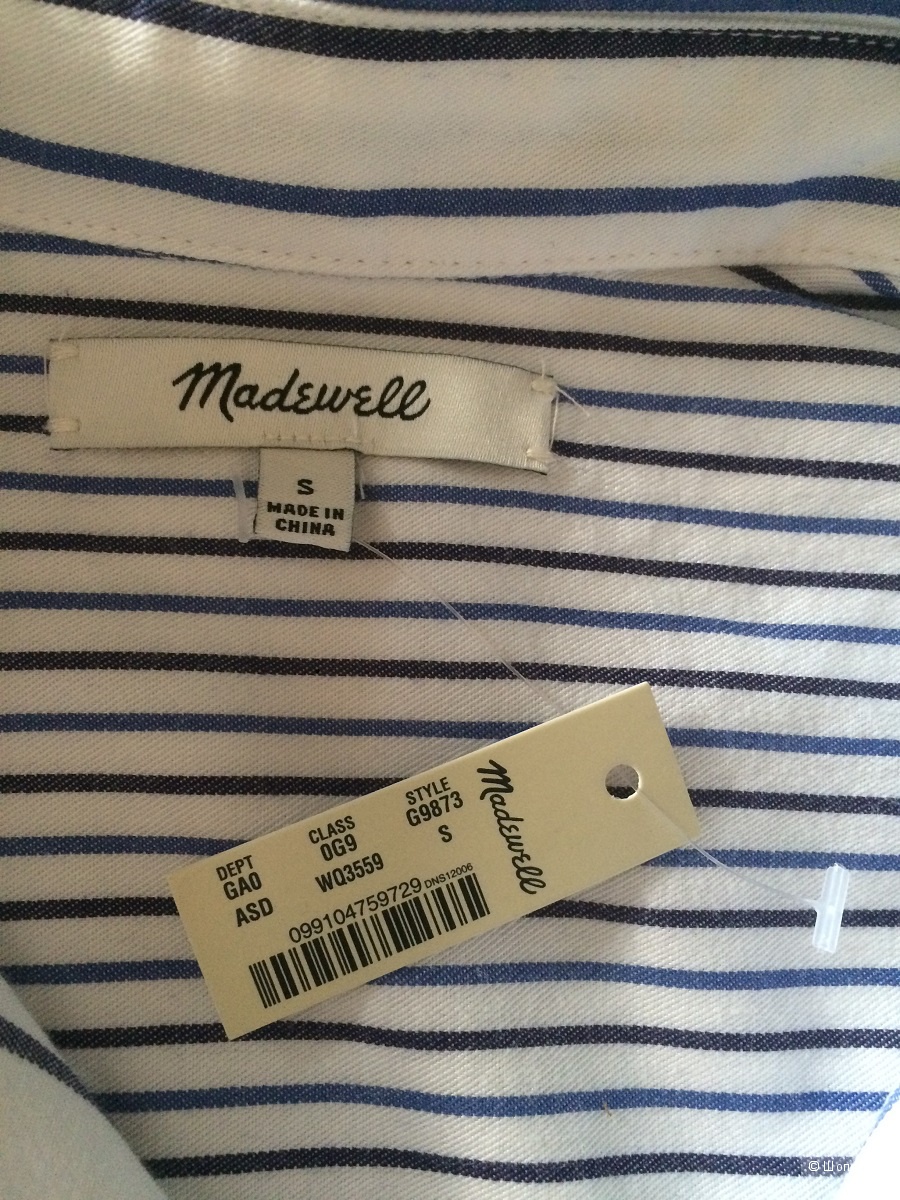 Madewell
S
MADE IN
CHINA
Madewell
DEPT CLASS STYLE
GA0 0G9 G9873
ASD WQ3559 S
099104759729 DNS12006